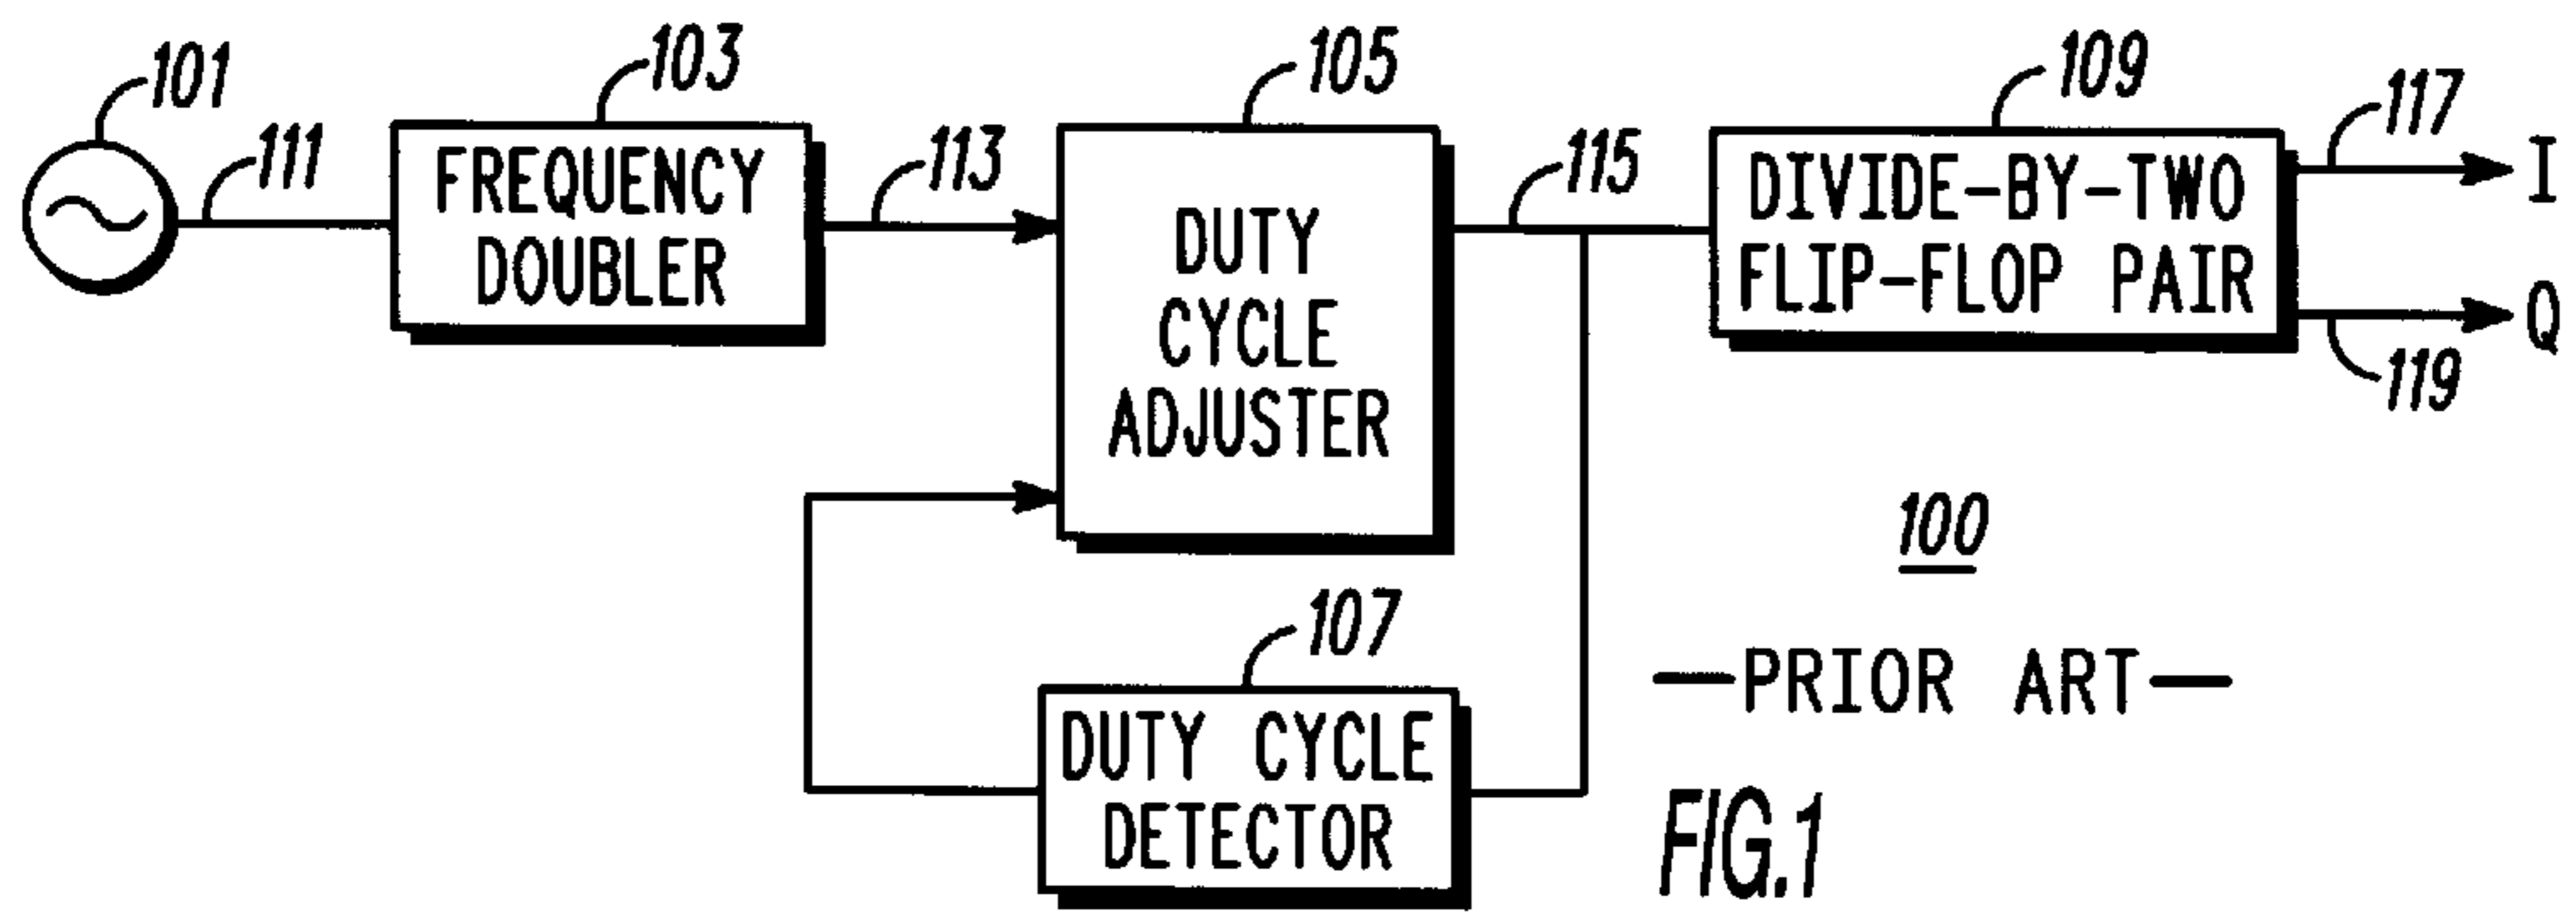 101
111
103
FREQUENCY
DOUBLER
113
105
DUTY
CYCLE
ADJUSTER
115
109
DIVIDE-BY-TWO
FLIP-FLOP PAIR
117
I
Q
119
107
DUTY CYCLE
DETECTOR
100
-PRIOR ART-
FIG.1